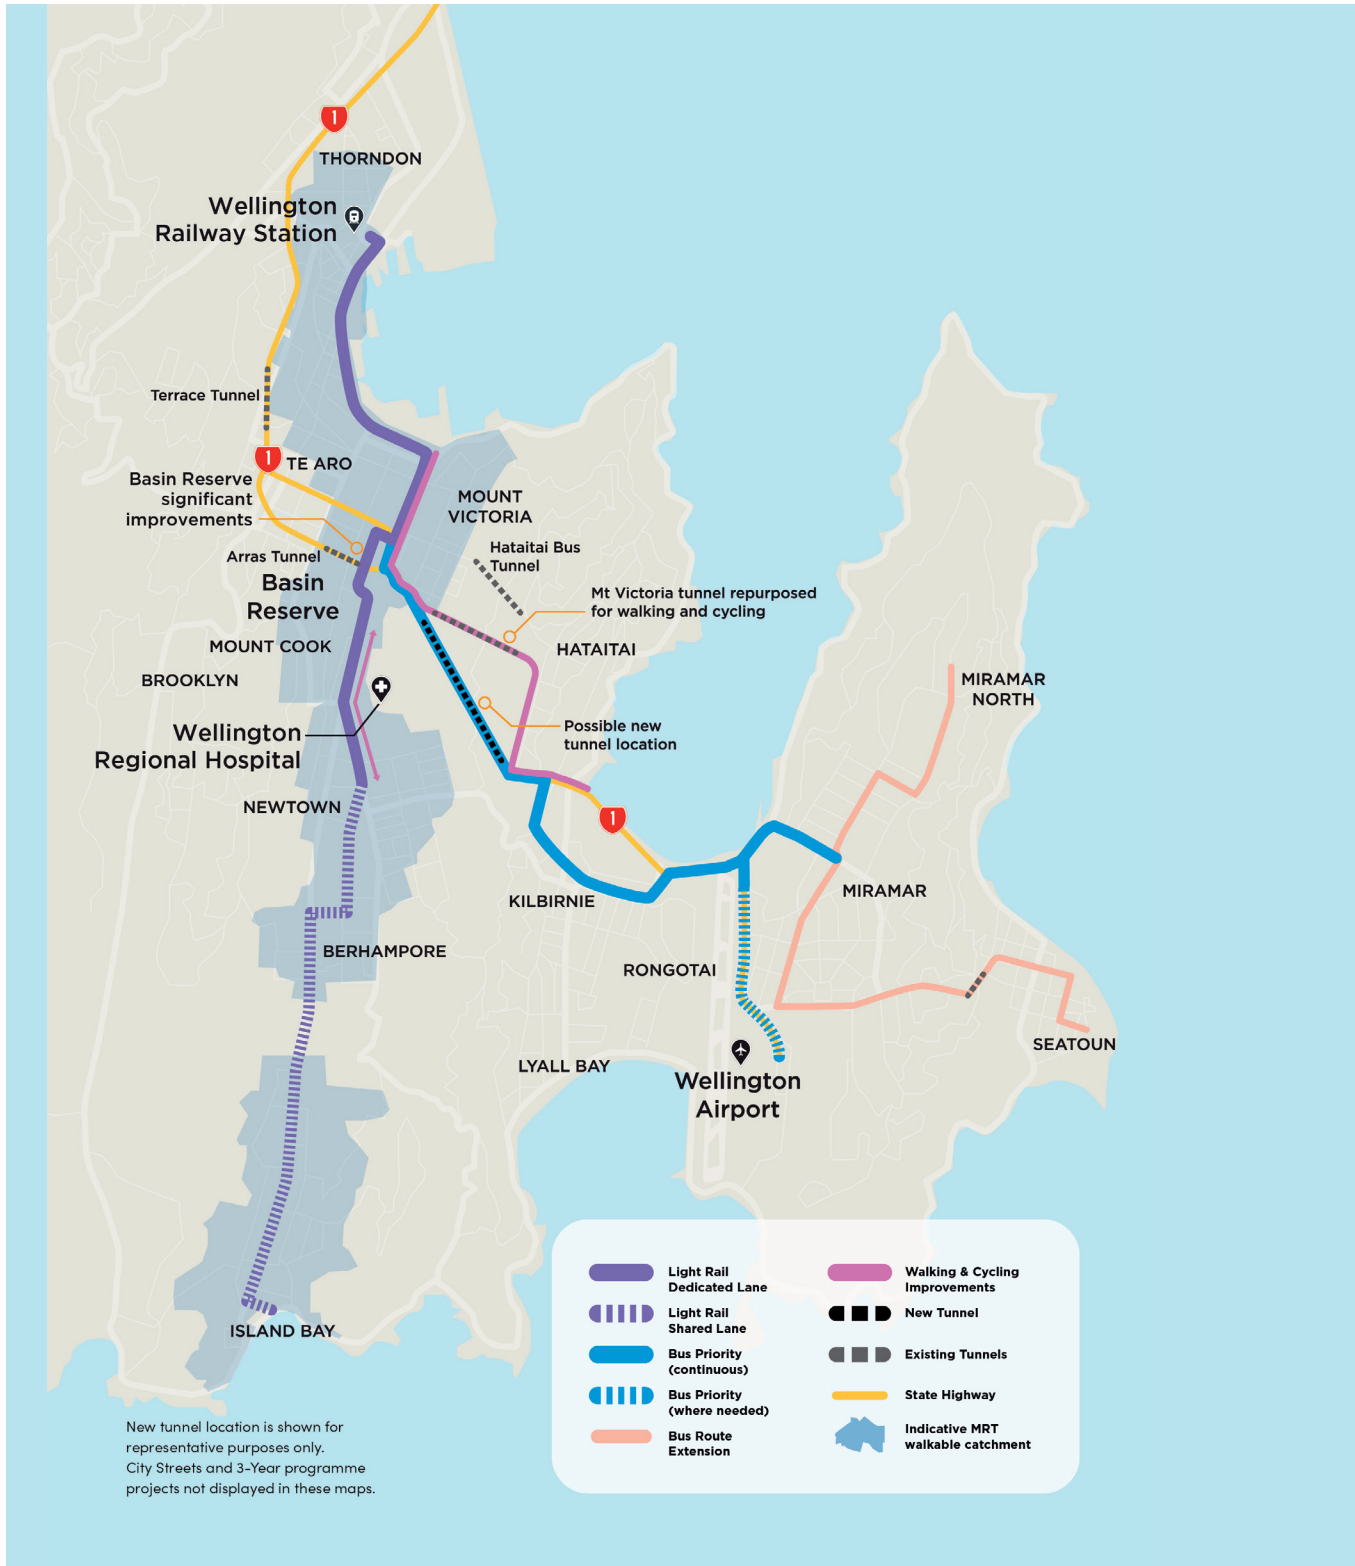 1
THORNDON
Wellington
Railway Station
Terrace Tunnel
1
TE ARO
Basin Reserve
significant
improvements
MOUNT
VICTORIA
Arras Tunnel
Hataitai Bus
Tunnel
Basin
Reserve
Mt Victoria tunnel repurposed
for walking and cycling
MOUNT COOK
HATAITAI
BROOKLYN
MIRAMAR
NORTH
Wellington
Regional Hospital
Possible new
tunnel location
NEWTOWN
1
KILBIRNIE
MIRAMAR
BERHAMPORE
RONGOTAI
SEATOUN
LYALL BAY
Wellington
Airport
ISLAND BAY
Light Rail
Dedicated Lane
Light Rail
Shared Lane
Bus Priority
(continuous)
Bus Priority
(where needed)
Bus Route
Extension
Walking & Cycling
Improvements
New Tunnel
Existing Tunnels
State Highway
Indicative MRT
walkable catchment
New tunnel location is shown for
representative purposes only.
City Streets and 3-Year programme
projects not displayed in these maps.